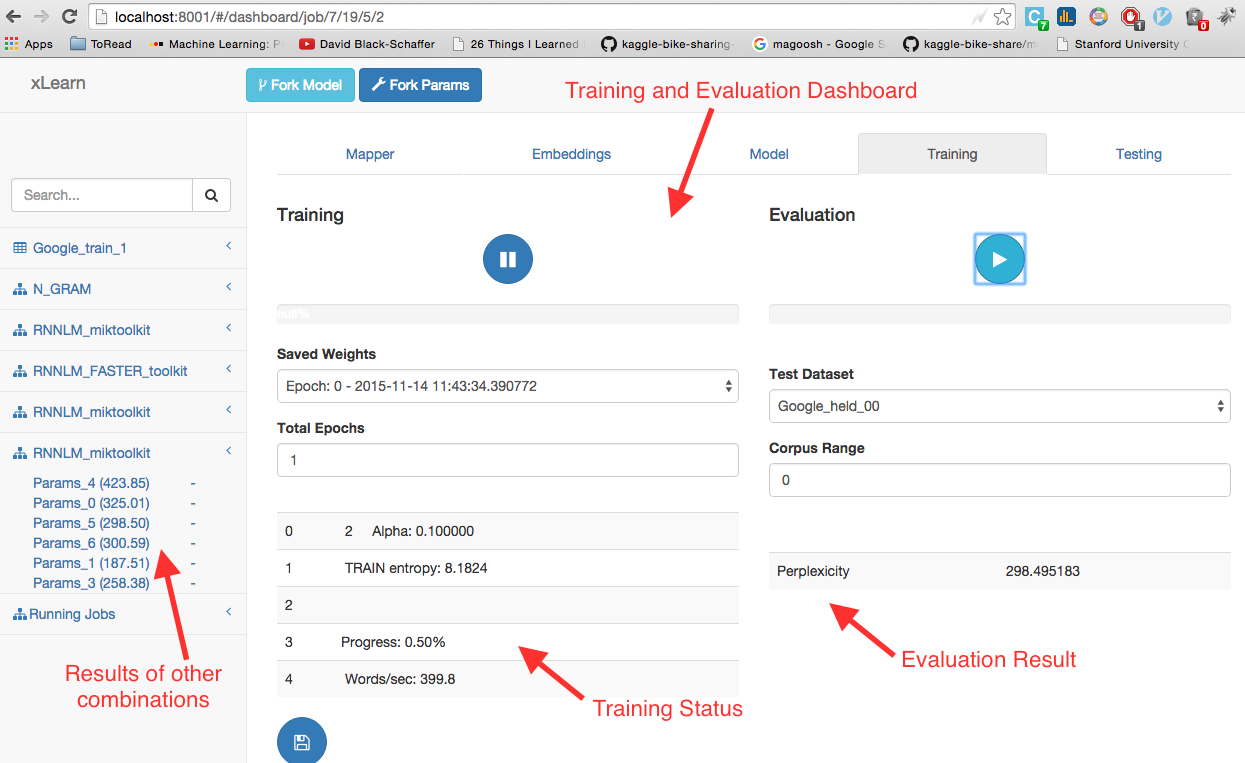 localhost:8001/#/dashboard/job/7/19/5/2
7
1
0
Apps ToRead Machine Learning: P David Black-Schaffer 26 Things I Learned kaggle-bike-sharing- magoosh - Google S kaggle-bike-share/m Stanford University C
xLearn
Fork Model Fork Params
Training and Evaluation Dashboard
Mapper Embeddings Model Training Testing
Search...
Google_train_1
N_GRAM
RNNLM_miktoolkit
RNNLM_FASTER_toolkit
RNNLM_miktoolkit
RNNLM_miktoolkit
Params_4 (423.85) -
Params_0 (325.01) -
Params_5 (298.50) -
Params_6 (300.59) -
Params_1 (187.51) -
Params_3 (258.38) -
Running Jobs
Results of other
combinations
Training
null%
Saved Weights
Epoch: 0 - 2015-11-14 11:43:34.390772
Total Epochs
1
0 2 Alpha: 0.100000
1 TRAIN entropy: 8.1824
2
3 Progress: 0.50%
4 Words/sec: 399.8
Training Status
Evaluation
Test Dataset
Google_held_00
Corpus Range
0
Perplexicity 298.495183
Evaluation Result